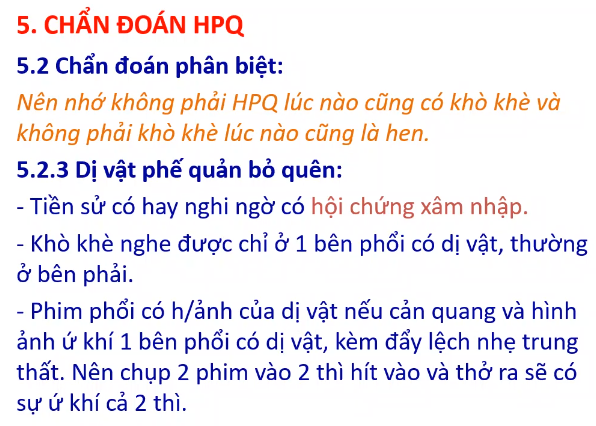 5. CHẨN ĐOÁN HPQ
5.2 Chẩn đoán phân biệt:
Nên nhớ không phải HPQ lúc nào cũng có khò khè và
không phải khò khè lúc nào cũng là hen.
5.2.3 Dị vật phế quản bỏ quên:
- Tiền sử có hay nghi ngờ có hội chứng xâm nhập.
- Khò khè nghe được chỉ ở 1 bên phổi có dị vật, thường
ở bên phải.
- Phim phổi có h/ảnh của dị vật nếu cản quang và hình
ảnh ứ khí 1 bên phổi có dị vật, kèm đẩy lệch nhẹ trung
thất. Nên chụp 2 phim vào 2 thì hít vào và thở ra sẽ có
sự ứ khí cả 2 thì.